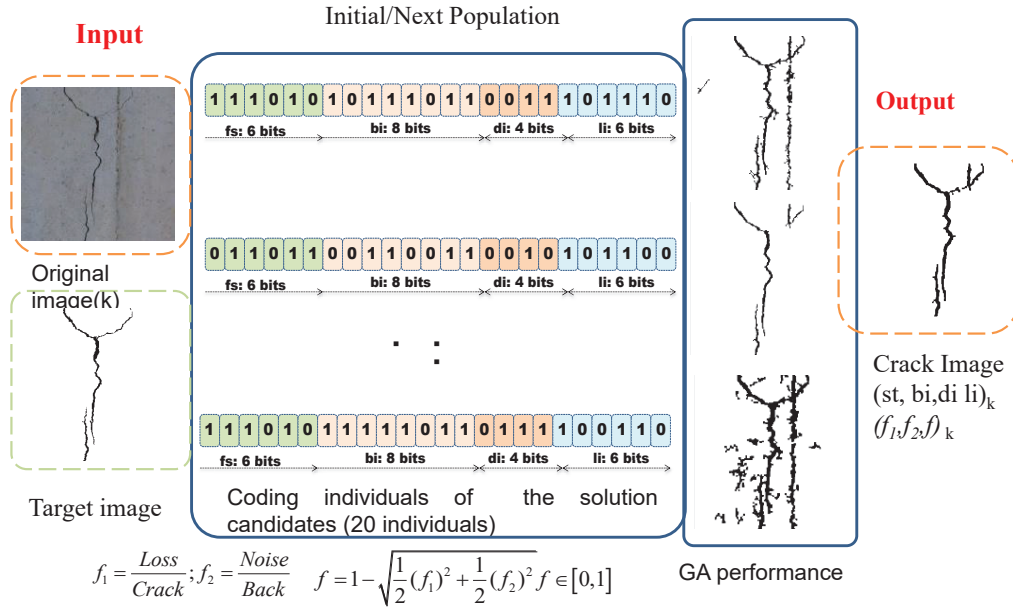 Initial/Next Population
Input
1 1 1 0 1 0 1 0 1 1 1 0 1 1 0 0 1 1 1 0 1 1 1 0
fs: 6 bits bi: 8 bits di: 4 bits li: 6 bits
Original
image(k)
0 1 1 0 1 1 0 0 1 1 0 0 1 1 0 0 1 0 1 0 1 1 0 0
fs: 6 bits bi: 8 bits di: 4 bits li: 6 bits
. :
1 1 1 0 1 0 1 1 1 1 1 0 1 1 0 1 1 1 1 0 0 1 1 0
fs: 6 bits bi: 8 bits di: 4 bits li: 6 bits
Coding individuals of the solution
candidates (20 individuals)
Target image
Output
Crack Image
(st, bi,di li)k
(f1,f2,f) k
GA performance
f1 = Loss/Crack ; f2 = Noise/Back f = 1 − √(1/2 (f1)² + 1/2 (f2)²) f ∈ [0,1]